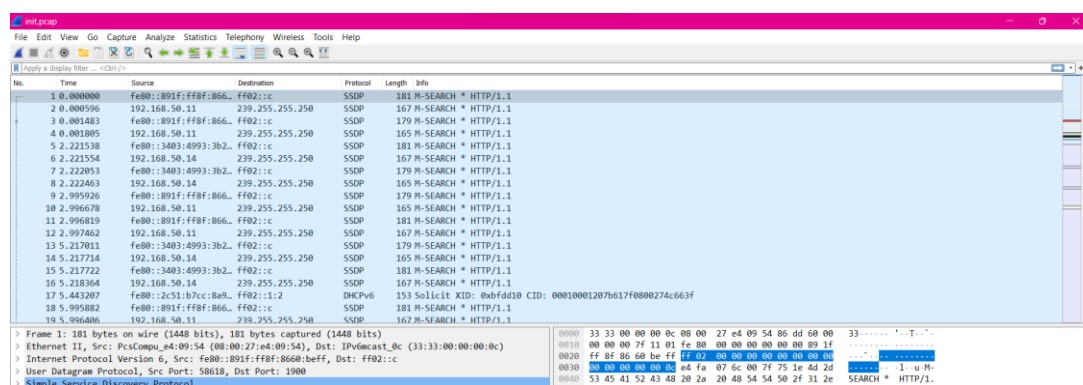 init.pcap
File Edit View Go Capture Analyze Statistics Telephony Wireless Tools Help
Apply a display filter ... <Ctrl-/>
No. Time Source Destination Protocol Length Info
1 0.000000 fe80::891f:ff8f:866… ff02::c SSDP 181 M-SEARCH * HTTP/1.1
2 0.000596 192.168.50.11 239.255.255.250 SSDP 167 M-SEARCH * HTTP/1.1
3 0.001483 fe80::891f:ff8f:866… ff02::c SSDP 179 M-SEARCH * HTTP/1.1
4 0.001805 192.168.50.11 239.255.255.250 SSDP 165 M-SEARCH * HTTP/1.1
5 2.221538 fe80::3403:4993:3b2… ff02::c SSDP 181 M-SEARCH * HTTP/1.1
6 2.221554 192.168.50.14 239.255.255.250 SSDP 167 M-SEARCH * HTTP/1.1
7 2.222053 fe80::3403:4993:3b2… ff02::c SSDP 179 M-SEARCH * HTTP/1.1
8 2.222463 192.168.50.14 239.255.255.250 SSDP 165 M-SEARCH * HTTP/1.1
9 2.995926 fe80::891f:ff8f:866… ff02::c SSDP 179 M-SEARCH * HTTP/1.1
10 2.996678 192.168.50.11 239.255.255.250 SSDP 165 M-SEARCH * HTTP/1.1
11 2.996819 fe80::891f:ff8f:866… ff02::c SSDP 181 M-SEARCH * HTTP/1.1
12 2.997462 192.168.50.11 239.255.255.250 SSDP 167 M-SEARCH * HTTP/1.1
13 5.217011 fe80::3403:4993:3b2… ff02::c SSDP 179 M-SEARCH * HTTP/1.1
14 5.217714 192.168.50.14 239.255.255.250 SSDP 165 M-SEARCH * HTTP/1.1
15 5.217722 fe80::3403:4993:3b2… ff02::c SSDP 181 M-SEARCH * HTTP/1.1
16 5.218364 192.168.50.14 239.255.255.250 SSDP 167 M-SEARCH * HTTP/1.1
17 5.443207 fe80::2c51:b7cc:8a9… ff02::1:2 DHCPv6 153 Solicit XID: 0xbfdd10 CID: 00010001207b617f0800274c663f
18 5.995882 fe80::891f:ff8f:866… ff02::c SSDP 181 M-SEARCH * HTTP/1.1
19 5.996406 192.168.50.11 239.255.255.250 SSDP 167 M-SEARCH * HTTP/1.1
> Frame 1: 181 bytes on wire (1448 bits), 181 bytes captured (1448 bits)
> Ethernet II, Src: PcsCompu_e4:09:54 (08:00:27:e4:09:54), Dst: IPv6mcast_0c (33:33:00:00:00:0c)
> Internet Protocol Version 6, Src: fe80::891f:ff8f:8660:beff, Dst: ff02::c
> User Datagram Protocol, Src Port: 58618, Dst Port: 1900
> Simple Service Discovery Protocol
0000 33 33 00 00 00 0c 08 00 27 e4 09 54 86 dd 60 00 33······ '··T··`·
0010 00 00 00 7f 11 01 fe 80 00 00 00 00 00 00 89 1f ········ ········
0020 ff 8f 86 60 be ff ff 02 00 00 00 00 00 00 00 00 ···`···· ········
0030 00 00 00 00 00 0c e4 fa 07 6c 00 7f 75 1e 4d 2d ········ ·l··u·M-
0040 53 45 41 52 43 48 20 2a 20 48 54 54 50 2f 31 2e SEARCH * HTTP/1.